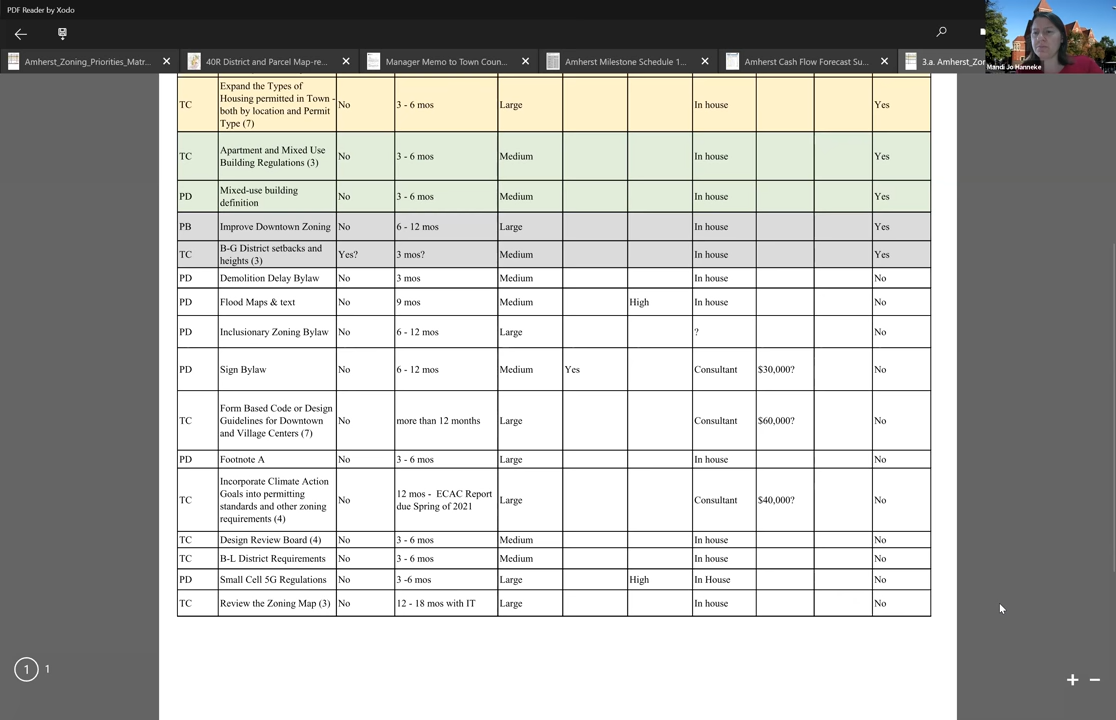 PDF Reader by Xodo
Amherst_Zoning_Priorities_Matr...
40R District and Parcel Map-re...
Manager Memo to Town Coun...
Amherst Milestone Schedule 1...
Amherst Cash Flow Forecast Su...
3.a. Amherst_Zo
Mandi Jo Hanneke
TC Expand the Types of Housing permitted in Town - both by location and Permit Type (7) No 3 - 6 mos Large In house Yes
TC Apartment and Mixed Use Building Regulations (3) No 3 - 6 mos Medium In house Yes
PD Mixed-use building definition No 3 - 6 mos Medium In house Yes
PB Improve Downtown Zoning No 6 - 12 mos Large In house Yes
TC B-G District setbacks and heights (3) Yes? 3 mos? Medium In house Yes
PD Demolition Delay Bylaw No 3 mos Medium In house No
PD Flood Maps & text No 9 mos Medium High In house No
PD Inclusionary Zoning Bylaw No 6 - 12 mos Large ? No
PD Sign Bylaw No 6 - 12 mos Medium Yes Consultant $30,000? No
TC Form Based Code or Design Guidelines for Downtown and Village Centers (7) No more than 12 months Large Consultant $60,000? No
PD Footnote A No 3 - 6 mos Large In house No
TC Incorporate Climate Action Goals into permitting standards and other zoning requirements (4) No 12 mos - ECAC Report due Spring of 2021 Large Consultant $40,000? No
TC Design Review Board (4) No 3 - 6 mos Medium In house No
TC B-L District Requirements No 3 - 6 mos Medium In house No
PD Small Cell 5G Regulations No 3 -6 mos Large High In House No
TC Review the Zoning Map (3) No 12 - 18 mos with IT Large In house No
1 1